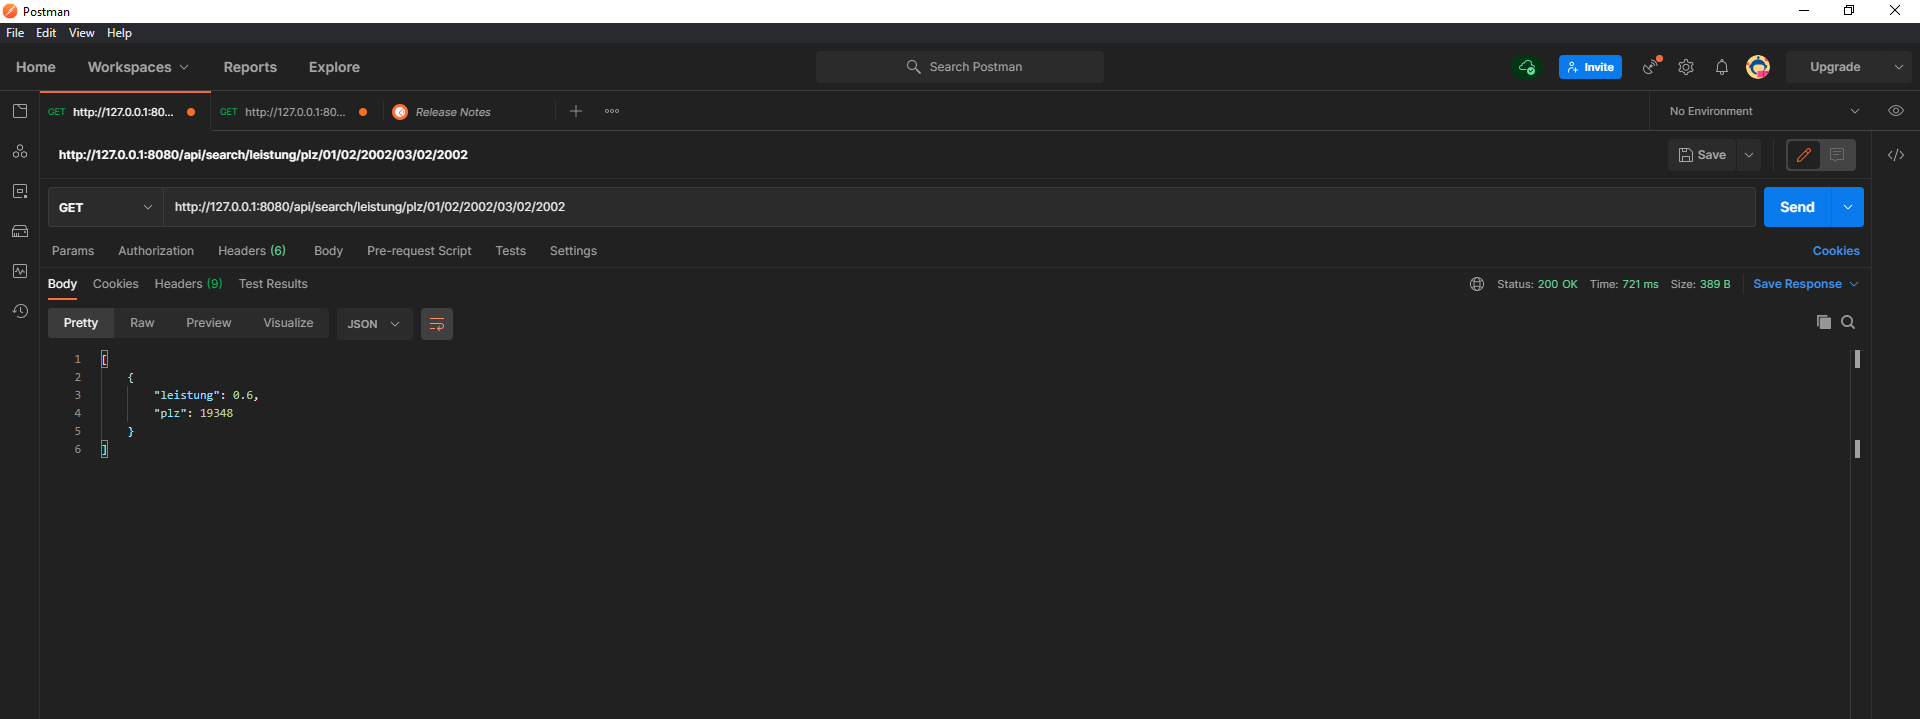 Postman
File Edit View Help
Home Workspaces Reports Explore Search Postman Invite Upgrade
GET http://127.0.0.1:80... GET http://127.0.0.1:80... Release Notes No Environment
http://127.0.0.1:8080/api/search/leistung/plz/01/02/2002/03/02/2002 Save
GET http://127.0.0.1:8080/api/search/leistung/plz/01/02/2002/03/02/2002 Send
Params Authorization Headers (6) Body Pre-request Script Tests Settings Cookies
Body Cookies Headers (9) Test Results Status: 200 OK Time: 721 ms Size: 389 B Save Response
Pretty Raw Preview Visualize JSON
1 [
2 {
3 "leistung": 0.6,
4 "plz": 19348
5 }
6 ]